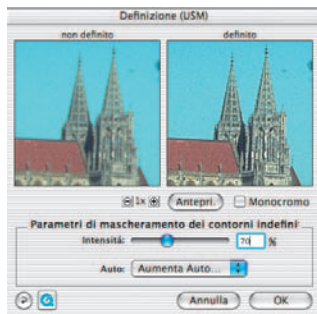 Definizione (USM)
non definito definito
1x Antepri. Monocromo
Parametri di mascheramento dei contorni indefini
Intensità: 70 %
Auto: Aumenta Auto...
Annulla OK